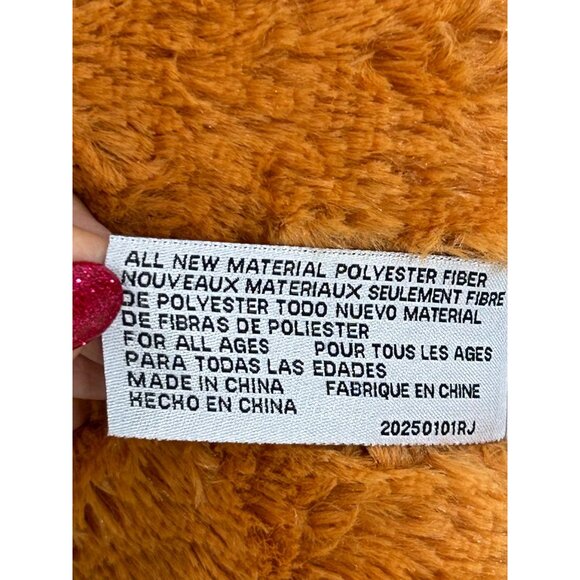 ALL NEW MATERIAL POLYESTER FIBER
NOUVEAUX MATERIAUX SEULEMENT FIBRE
DE POLYESTER TODO NUEVO MATERIAL
DE FIBRAS DE POLIESTER
FOR ALL AGES POUR TOUS LES AGES
PARA TODAS LAS EDADES
MADE IN CHINA FABRIQUE EN CHINE
HECHO EN CHINA
20250101RJ